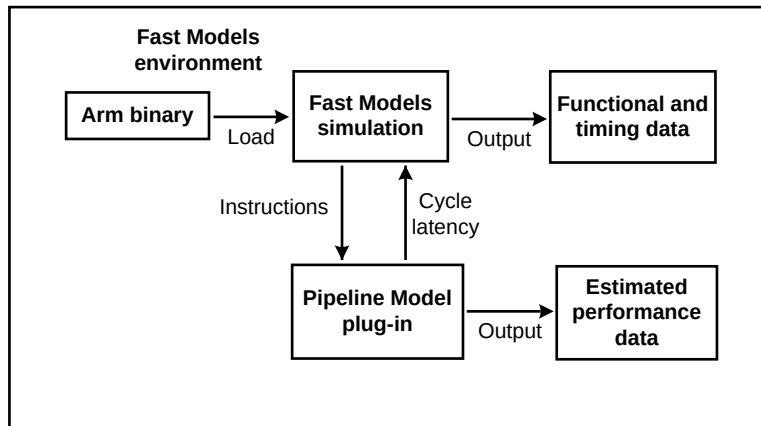 Fast Models
environment
Arm binary
Load
Fast Models
simulation
Output
Functional and
timing data
Instructions
Cycle
latency
Pipeline Model
plug-in
Output
Estimated
performance
data